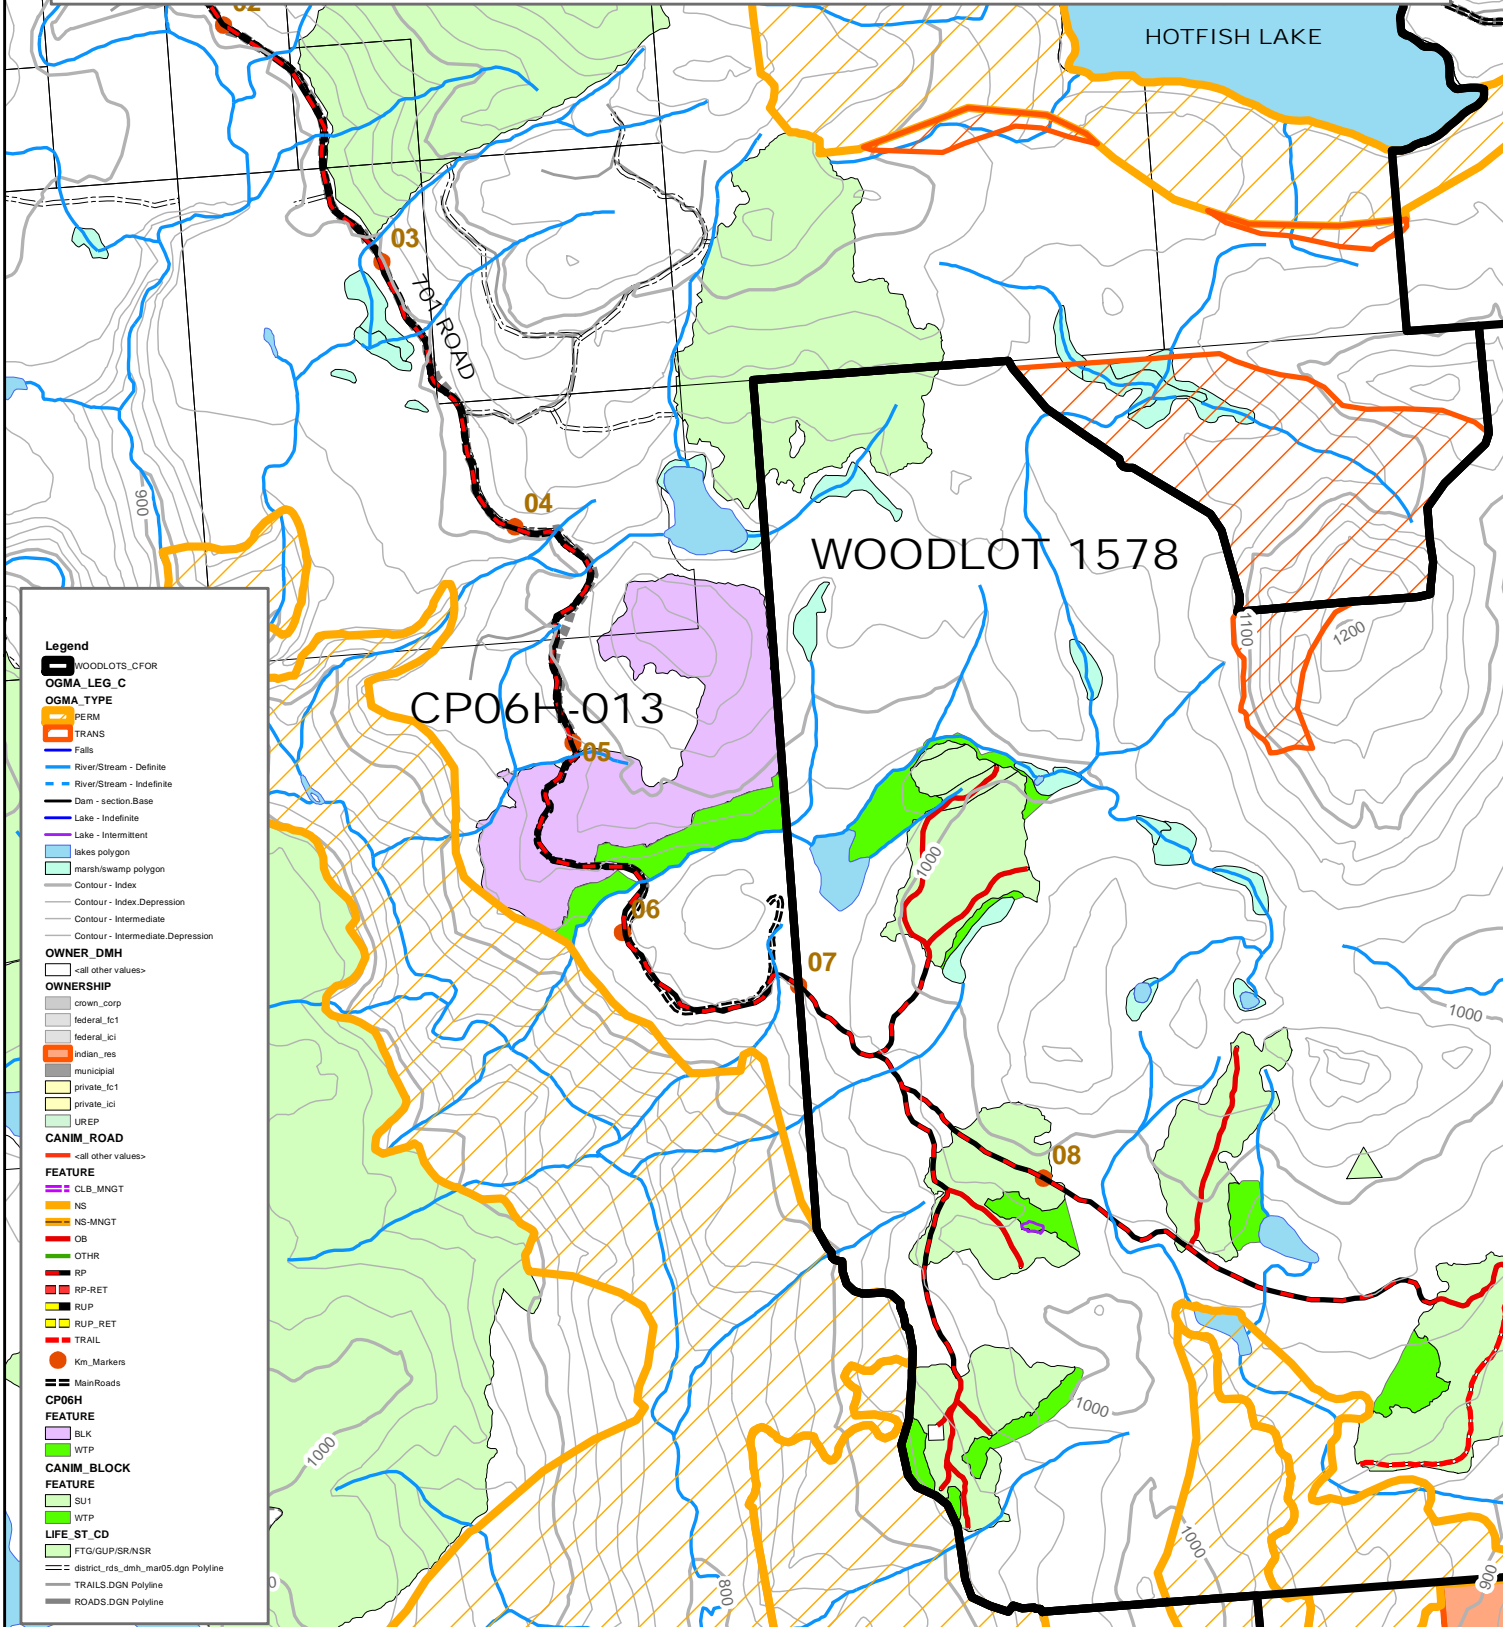 02
HOTFISH LAKE
03
701 ROAD
04
900
WOODLOT 1578
1100
1200
CP06H-013
05
1000
06
07
1000
08
1000
1000
1000
900
800
Legend
WOODLOTS_CFOR
OGMA_LEG_C
OGMA_TYPE
PERM
TRANS
Falls
River/Stream - Definite
River/Stream - Indefinite
Dam - section.Base
Lake - Indefinite
Lake - Intermittent
lakes polygon
marsh/swamp polygon
Contour - Index
Contour - Index.Depression
Contour - Intermediate
Contour - Intermediate.Depression
OWNER_DMH
<all other values>
OWNERSHIP
crown_corp
federal_fc1
federal_ici
indian_res
municipial
private_fc1
private_ici
UREP
CANIM_ROAD
<all other values>
FEATURE
CLB_MNGT
NS
NS-MNGT
OB
OTHR
RP
RP-RET
RUP
RUP_RET
TRAIL
Km_Markers
MainRoads
CP06H
FEATURE
BLK
WTP
CANIM_BLOCK
FEATURE
SU1
WTP
LIFE_ST_CD
FTG/GUP/SR/NSR
district_rds_dmh_mar05.dgn Polyline
TRAILS.DGN Polyline
ROADS.DGN Polyline